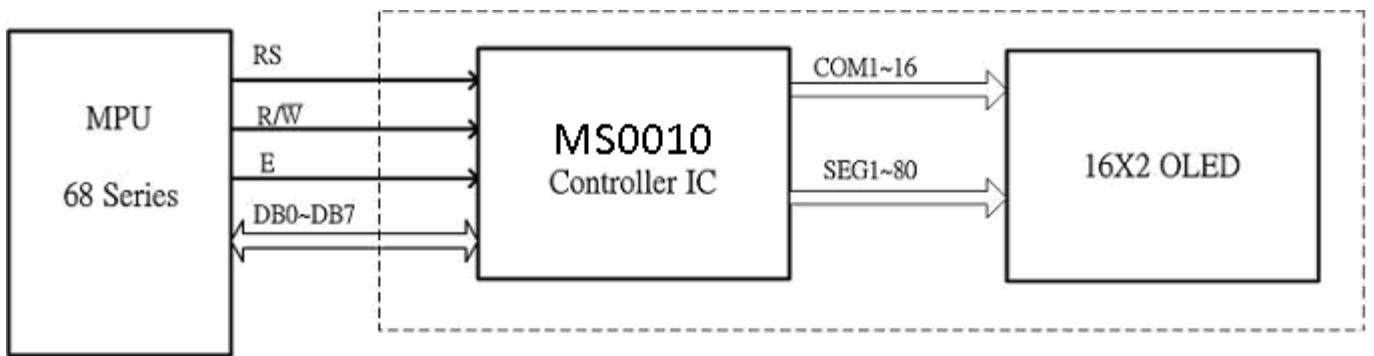 MPU
68 Series
RS
R/W̅
E
DB0~DB7
MS0010
Controller IC
COM1~16
SEG1~80
16X2 OLED